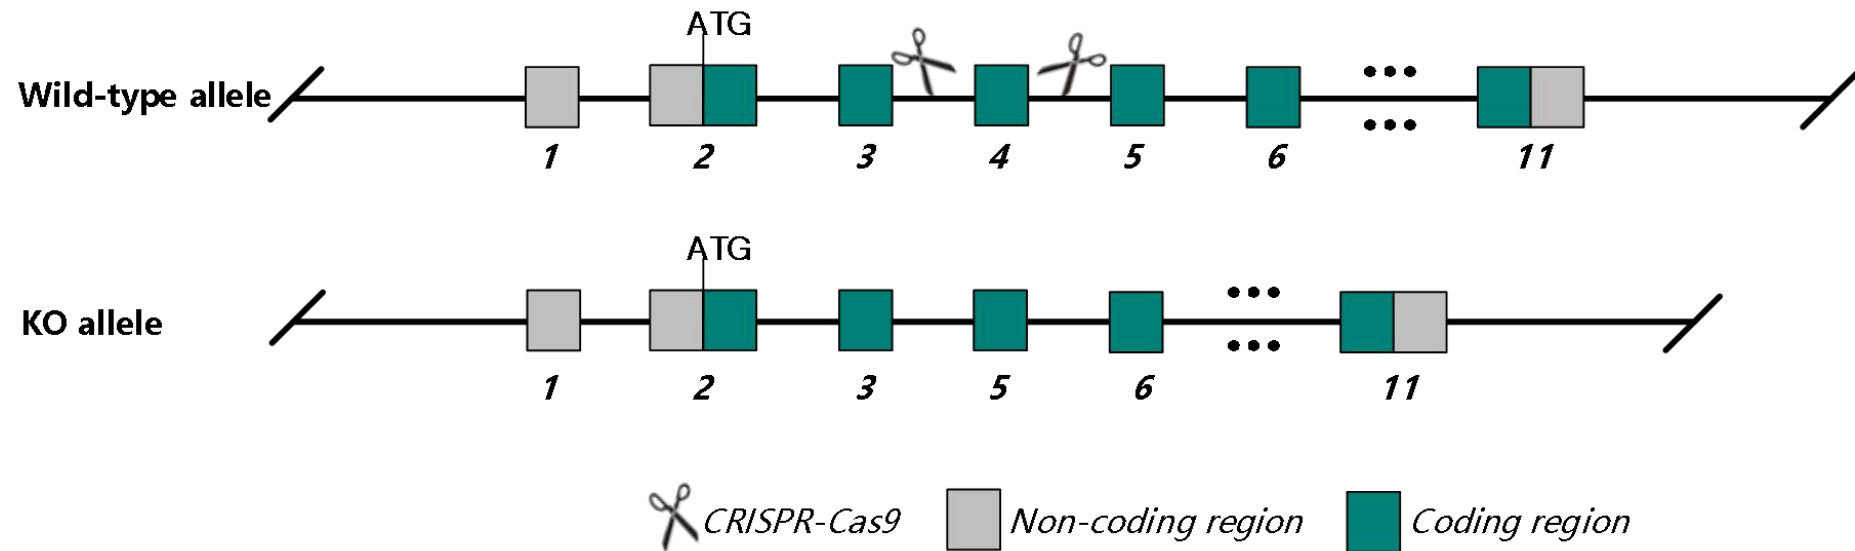 ATG
Wild-type allele
1 2 3 4 5 6 11
ATG
KO allele
1 2 3 5 6 11
CRISPR-Cas9 Non-coding region Coding region